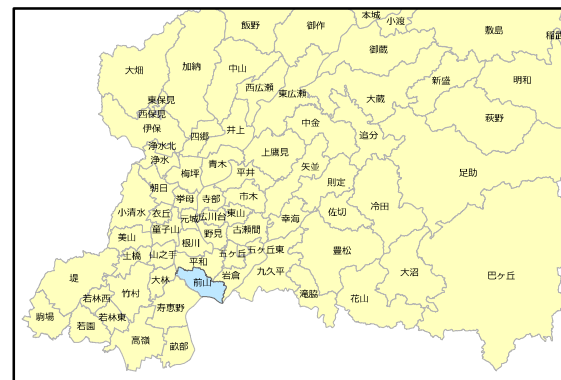 本城
小渡
飯野
御作
敷島
稲武
御蔵
大畑
加納
中山
新盛
明和
西広瀬
東広瀬
大蔵
東保見
西保見
萩野
伊保
四郷
井上
中金
追分
浄水北
浄水
上鷹見
青木
平井
矢並
足助
梅坪
則定
朝日
挙母
寺部
市木
冷田
小清水
衣丘
元城
広川台
東山
幸海
佐切
童子山
野見
古瀬間
美山
根川
土橋
山之手
平和
五ケ丘
五ケ丘東
豊松
大沼
巴ケ丘
堤
大林
前山
岩倉
九久平
若林西
竹村
滝脇
花山
駒場
若園
若林東
寿恵野
高嶺
畝部